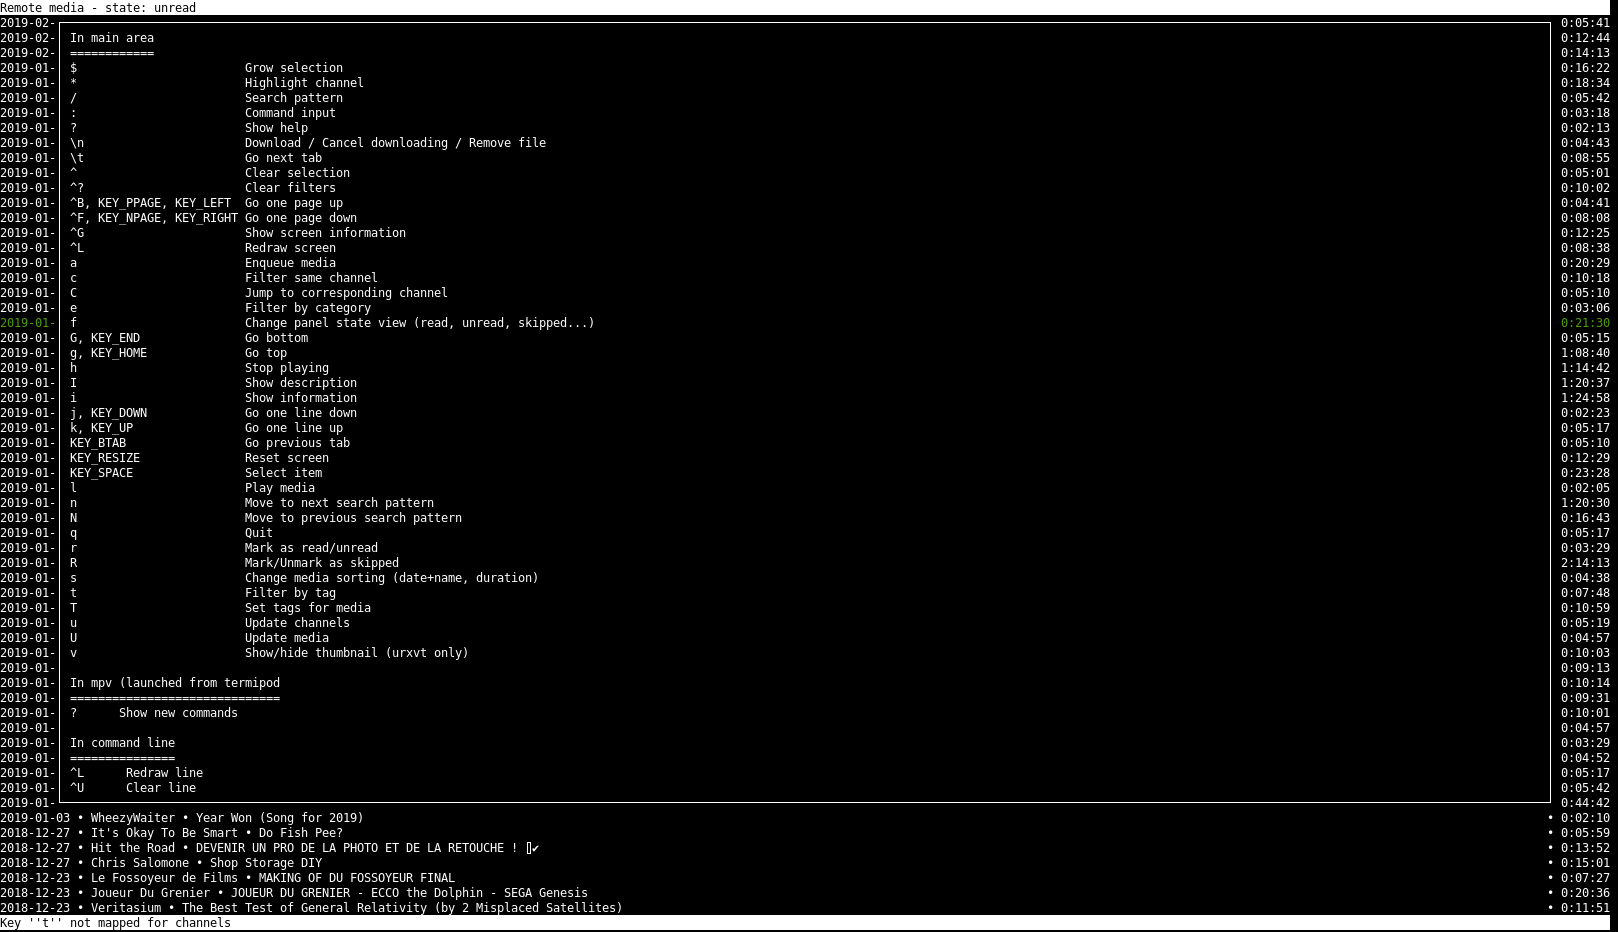 Remote media - state: unread
2019-02- 0:05:41
2019-02- In main area 0:12:44
2019-02- ============ 0:14:13
2019-01- $ Grow selection 0:16:22
2019-01- * Highlight channel 0:18:34
2019-01- / Search pattern 0:05:42
2019-01- : Command input 0:03:18
2019-01- ? Show help 0:02:13
2019-01- \n Download / Cancel downloading / Remove file 0:04:43
2019-01- \t Go next tab 0:08:55
2019-01- ^ Clear selection 0:05:01
2019-01- ^? Clear filters 0:10:02
2019-01- ^B, KEY_PPAGE, KEY_LEFT Go one page up 0:04:41
2019-01- ^F, KEY_NPAGE, KEY_RIGHT Go one page down 0:08:08
2019-01- ^G Show screen information 0:12:25
2019-01- ^L Redraw screen 0:08:38
2019-01- a Enqueue media 0:20:29
2019-01- c Filter same channel 0:10:18
2019-01- C Jump to corresponding channel 0:05:10
2019-01- e Filter by category 0:03:06
2019-01- f Change panel state view (read, unread, skipped...) 0:21:30
2019-01- G, KEY_END Go bottom 0:05:15
2019-01- g, KEY_HOME Go top 1:08:40
2019-01- h Stop playing 1:14:42
2019-01- I Show description 1:20:37
2019-01- i Show information 1:24:58
2019-01- j, KEY_DOWN Go one line down 0:02:23
2019-01- k, KEY_UP Go one line up 0:05:17
2019-01- KEY_BTAB Go previous tab 0:05:10
2019-01- KEY_RESIZE Reset screen 0:12:29
2019-01- KEY_SPACE Select item 0:23:28
2019-01- l Play media 0:02:05
2019-01- n Move to next search pattern 1:20:30
2019-01- N Move to previous search pattern 0:16:43
2019-01- q Quit 0:05:17
2019-01- r Mark as read/unread 0:03:29
2019-01- R Mark/Unmark as skipped 2:14:13
2019-01- s Change media sorting (date+name, duration) 0:04:38
2019-01- t Filter by tag 0:07:48
2019-01- T Set tags for media 0:10:59
2019-01- u Update channels 0:05:19
2019-01- U Update media 0:04:57
2019-01- v Show/hide thumbnail (urxvt only) 0:10:03
2019-01- 0:09:13
2019-01- In mpv (launched from termipod 0:10:14
2019-01- ============================== 0:09:31
2019-01- ? Show new commands 0:10:01
2019-01- 0:04:57
2019-01- In command line 0:03:29
2019-01- =============== 0:04:52
2019-01- ^L Redraw line 0:05:17
2019-01- ^U Clear line 0:05:42
2019-01- 0:44:42
2019-01-03 • WheezyWaiter • Year Won (Song for 2019) • 0:02:10
2018-12-27 • It's Okay To Be Smart • Do Fish Pee? • 0:05:59
2018-12-27 • Hit the Road • DEVENIR UN PRO DE LA PHOTO ET DE LA RETOUCHE ! ▯✔ • 0:13:52
2018-12-27 • Chris Salomone • Shop Storage DIY • 0:15:01
2018-12-23 • Le Fossoyeur de Films • MAKING OF DU FOSSOYEUR FINAL • 0:07:27
2018-12-23 • Joueur Du Grenier • JOUEUR DU GRENIER - ECCO the Dolphin - SEGA Genesis • 0:20:36
2018-12-23 • Veritasium • The Best Test of General Relativity (by 2 Misplaced Satellites) • 0:11:51
Key ''t'' not mapped for channels